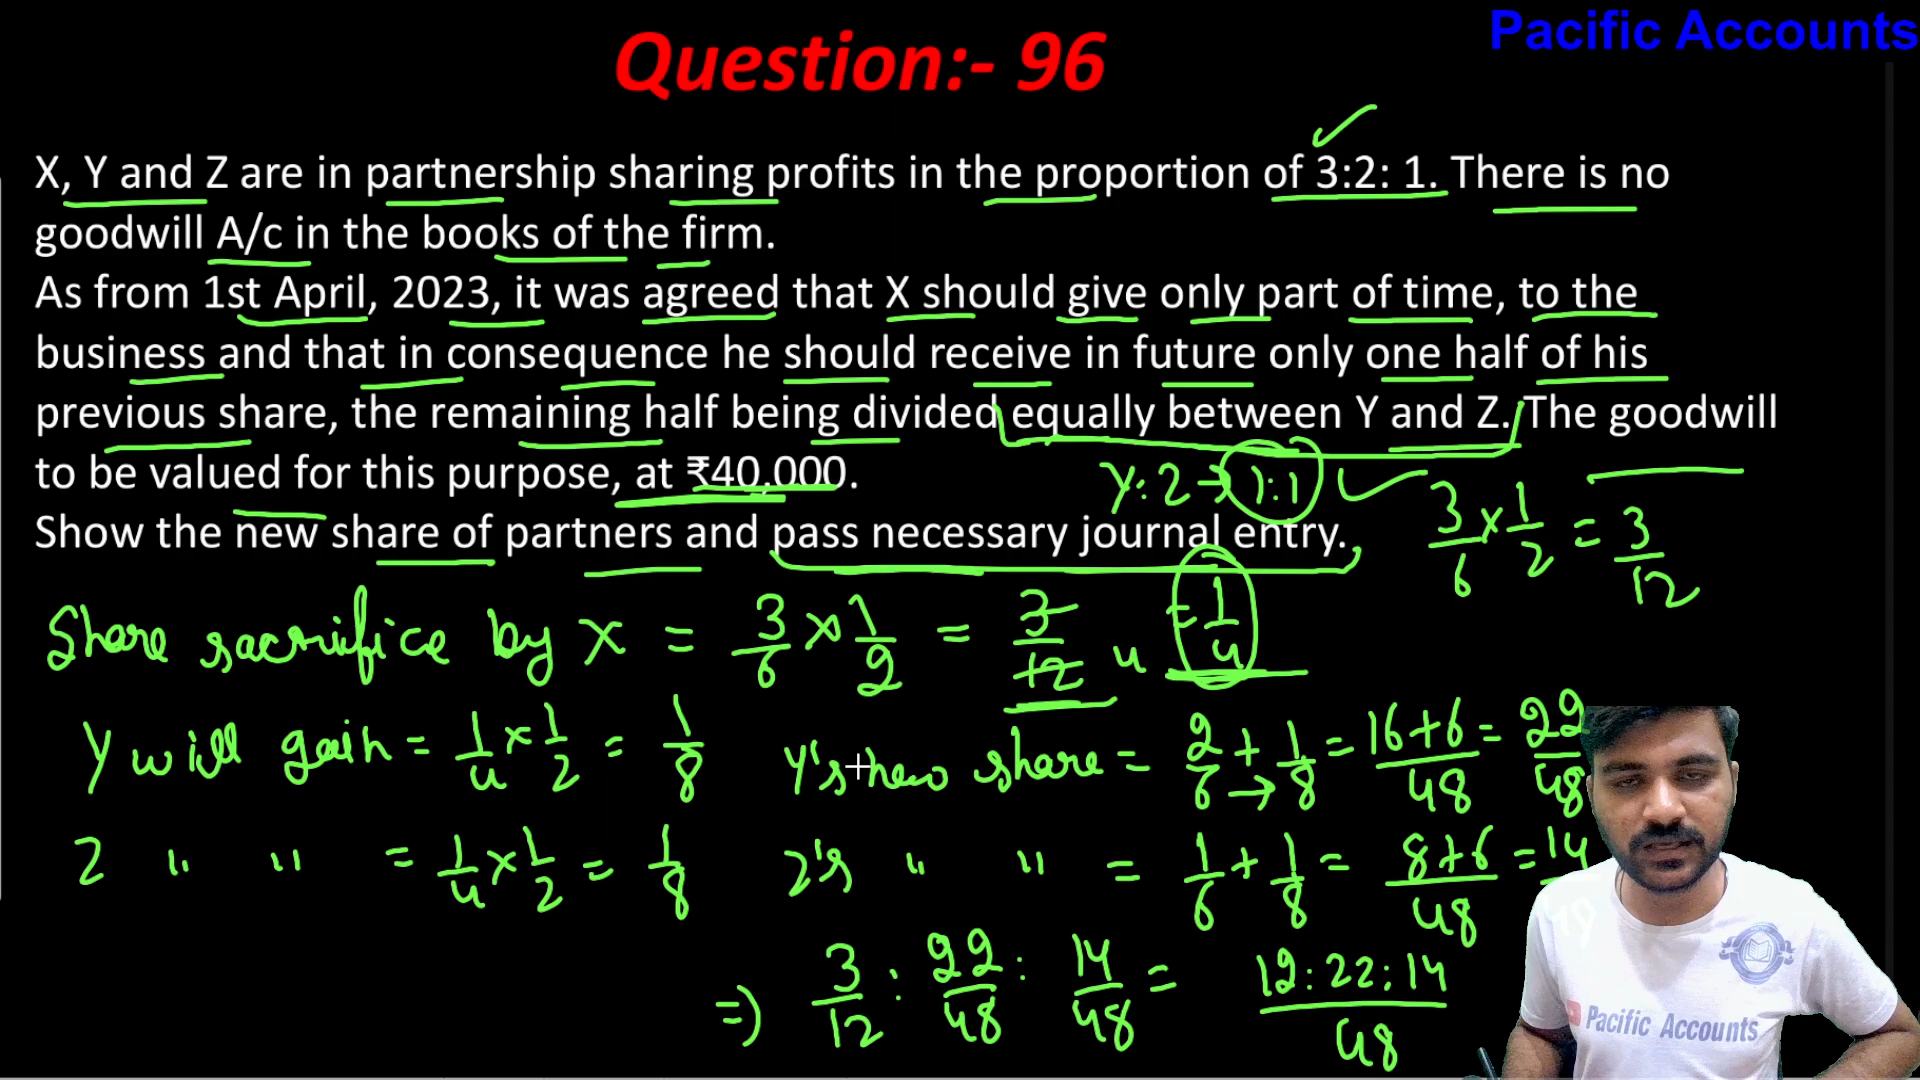 Pacific Accounts
Question:- 96
X, Y and Z are in partnership sharing profits in the proportion of 3:2: 1. There is no
goodwill A/c in the books of the firm.
As from 1st April, 2023, it was agreed that X should give only part of time, to the
business and that in consequence he should receive in future only one half of his
previous share, the remaining half being divided equally between Y and Z. The goodwill
to be valued for this purpose, at ₹40,000.
Y:2→ 1:1
Show the new share of partners and pass necessary journal entry.
3/6 × 1/2 = 3/12
Share sacrifice by X = 3/6 × 1/2 = 3/12 4 = 1/4
Y will gain = 1/4 × 1/2 = 1/8 Y's new share = 2/6 + 1/8 = 16+6/48 = 22/48
Z " " = 1/4 × 1/2 = 1/8 Z's " " = 1/6 + 1/8 = 8+6/48 = 14/48
=) 3/12 : 22/48 : 14/48 = 12:22:14/48
Pacific Accounts